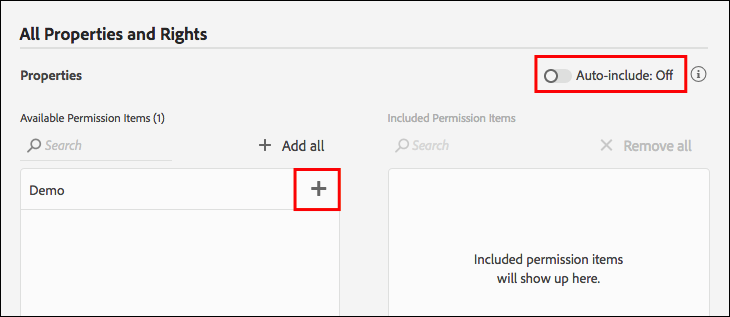 All Properties and Rights
Properties
Auto-include: Off
Available Permission Items (1)
Included Permission Items
Search
Add all
Search
Remove all
Demo
Included permission items
will show up here.